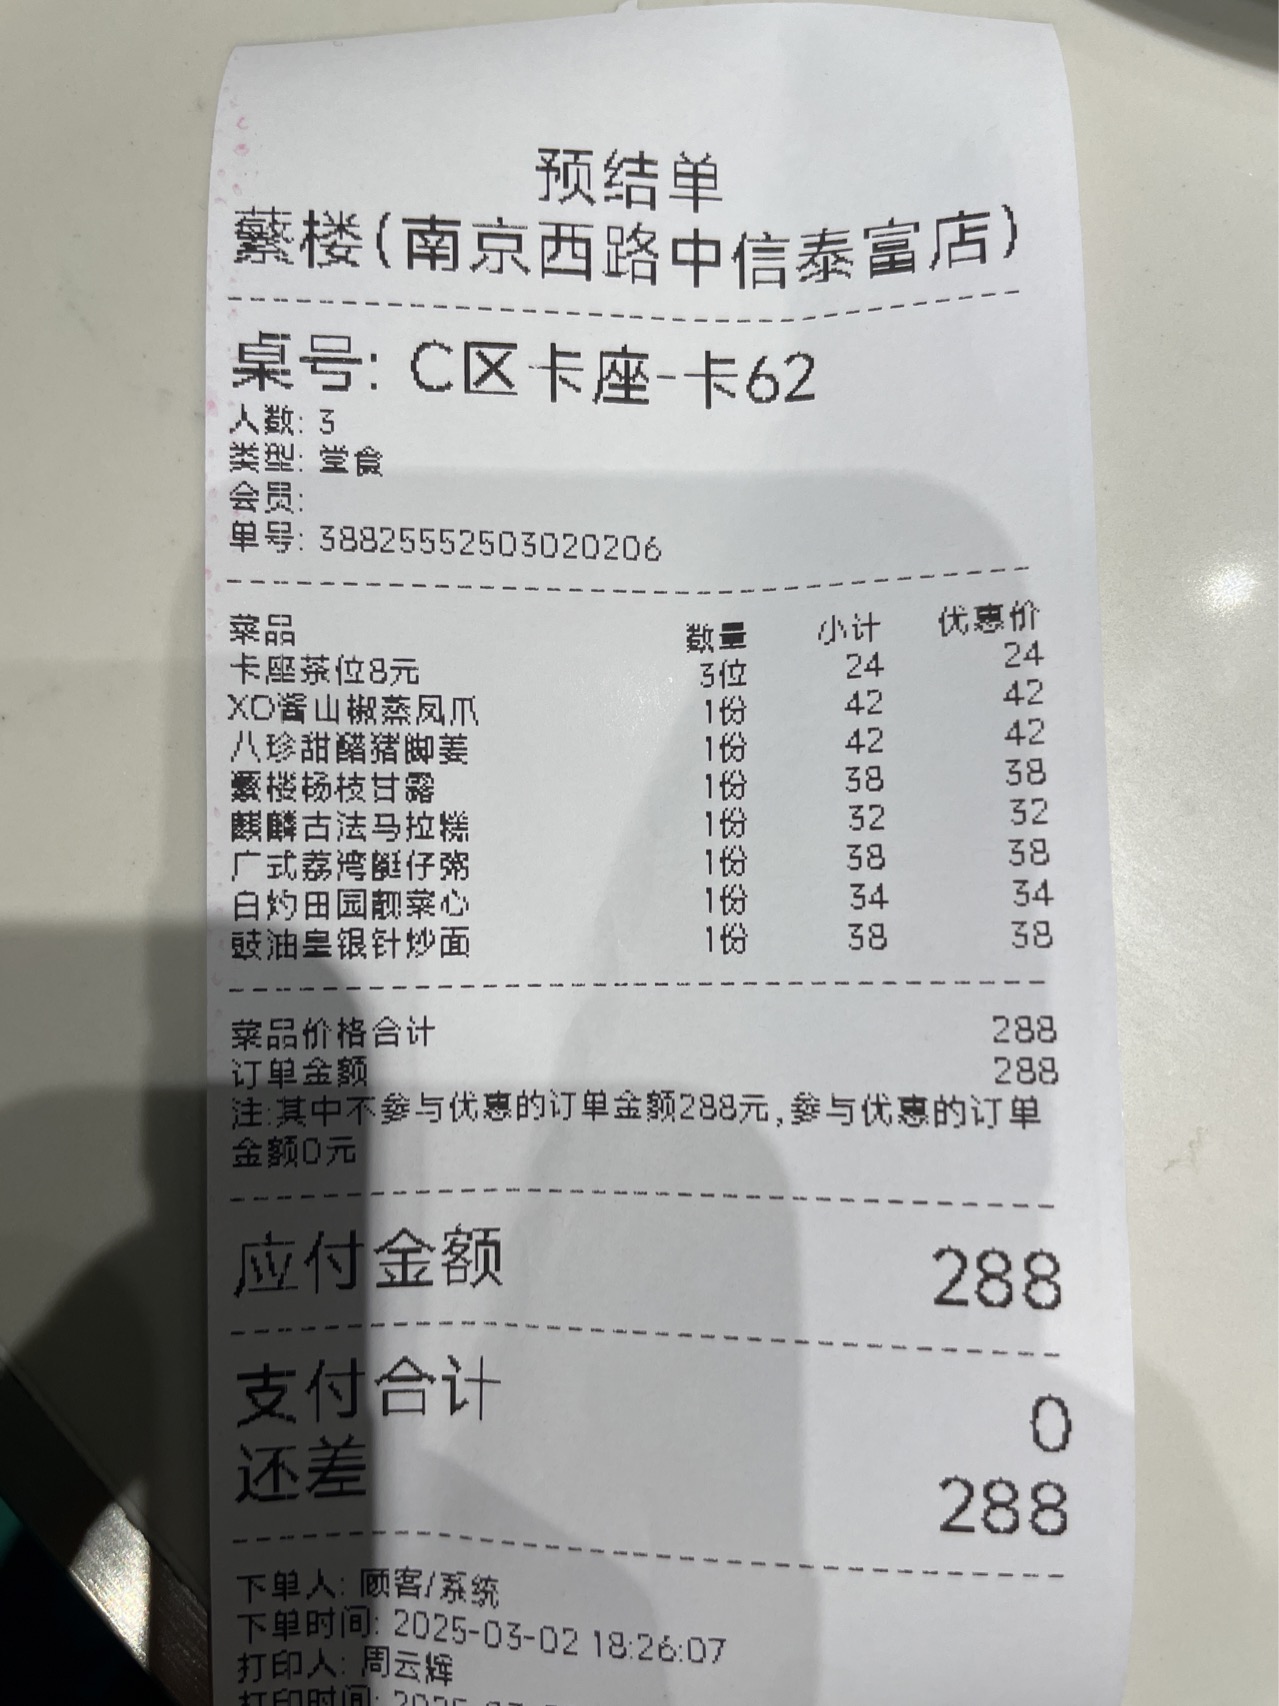 预结单
蘩楼(南京西路中信泰富店)
桌号: C区卡座-卡62
人数: 3
类型: 堂食
会员:
单号: 38825552503020206
菜品 数量 小计 优惠价
卡座茶位8元 3位 24 24
XO酱山椒蒸凤爪 1份 42 42
八珍甜醋猪脚姜 1份 42 42
蘩楼杨枝甘露 1份 38 38
麒麟古法马拉糕 1份 32 32
广式荔湾艇仔粥 1份 38 38
白灼田园靓菜心 1份 34 34
豉油皇银针炒面 1份 38 38
菜品价格合计 288
订单金额 288
注:其中不参与优惠的订单金额288元,参与优惠的订单
金额0元
应付金额 288
支付合计 0
还差 288
下单人: 顾客/系统
下单时间: 2025-03-02 18:26:07
打印人: 周云辉
打印时间: